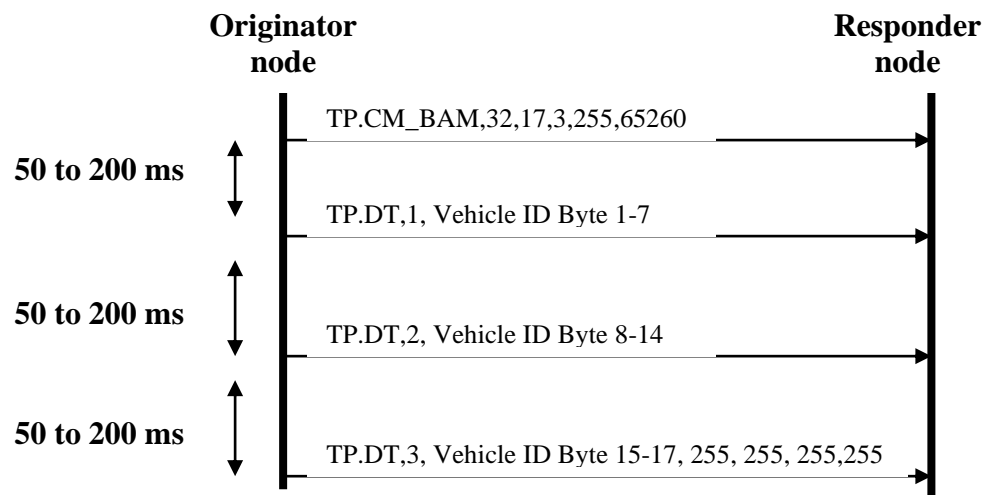 Originator
node
Responder
node
TP.CM_BAM,32,17,3,255,65260
50 to 200 ms
TP.DT,1, Vehicle ID Byte 1-7
50 to 200 ms
TP.DT,2, Vehicle ID Byte 8-14
50 to 200 ms
TP.DT,3, Vehicle ID Byte 15-17, 255, 255, 255,255